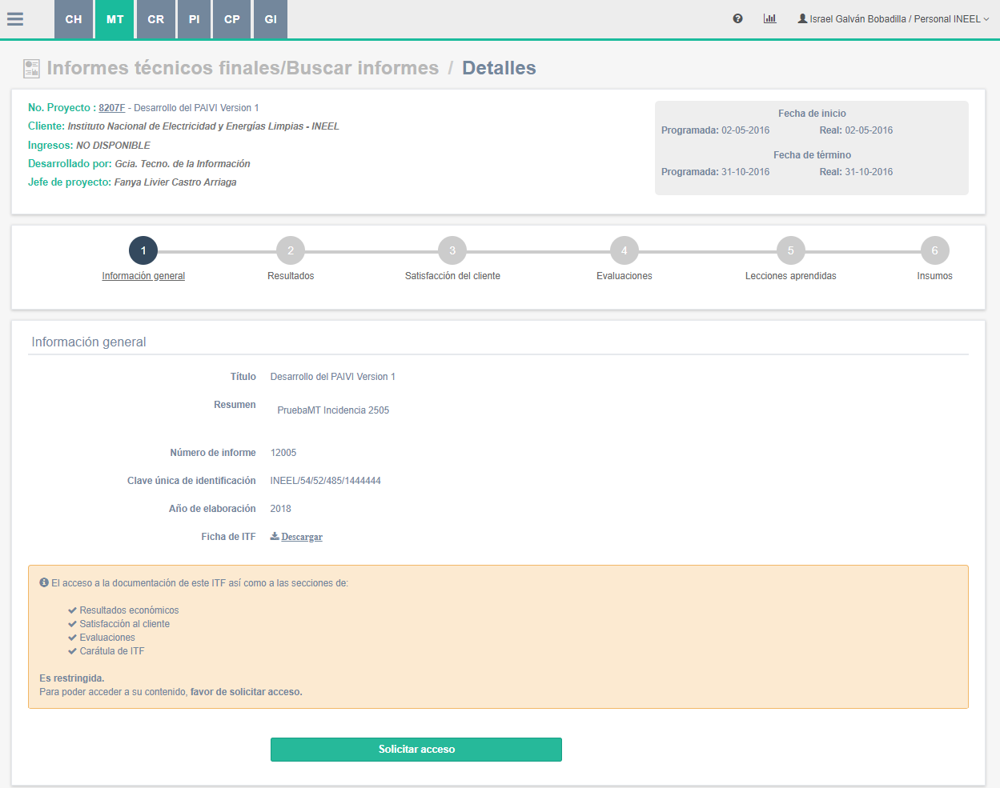 CH MT CR PI CP GI
Israel Galván Bobadilla / Personal INEEL
Informes técnicos finales/Buscar informes / Detalles
No. Proyecto : 8207F - Desarrollo del PAIVI Version 1
Cliente: Instituto Nacional de Electricidad y Energías Limpias - INEEL
Ingresos: NO DISPONIBLE
Desarrollado por: Gcia. Tecno. de la Información
Jefe de proyecto: Fanya Livier Castro Arriaga
Fecha de inicio
Programada: 02-05-2016 Real: 02-05-2016
Fecha de término
Programada: 31-10-2016 Real: 31-10-2016
1 2 3 4 5 6
Información general Resultados Satisfacción del cliente Evaluaciones Lecciones aprendidas Insumos
Información general
Título Desarrollo del PAIVI Version 1
Resumen PruebaMT Incidencia 2505
Número de informe 12005
Clave única de identificación INEEL/54/52/485/1444444
Año de elaboración 2018
Ficha de ITF Descargar
El acceso a la documentación de este ITF así como a las secciones de:
Resultados económicos
Satisfacción al cliente
Evaluaciones
Carátula de ITF
Es restringida.
Para poder acceder a su contenido, favor de solicitar acceso.
Solicitar acceso